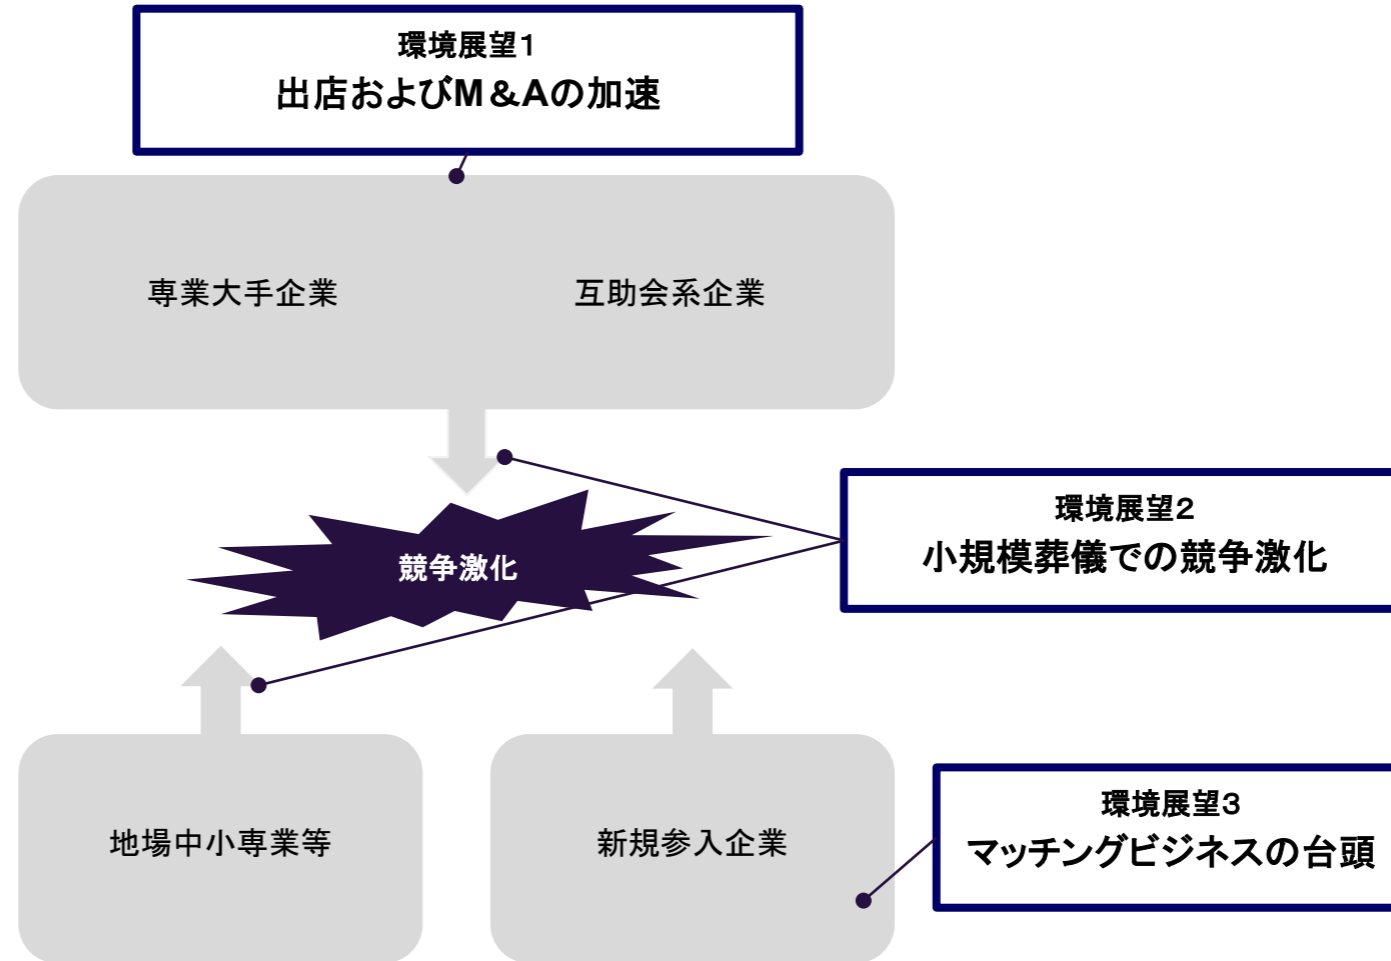 環境展望1
出店およびM&Aの加速
専業大手企業
互助会系企業
環境展望2
小規模葬儀での競争激化
競争激化
地場中小専業等
新規参入企業
環境展望3
マッチングビジネスの台頭